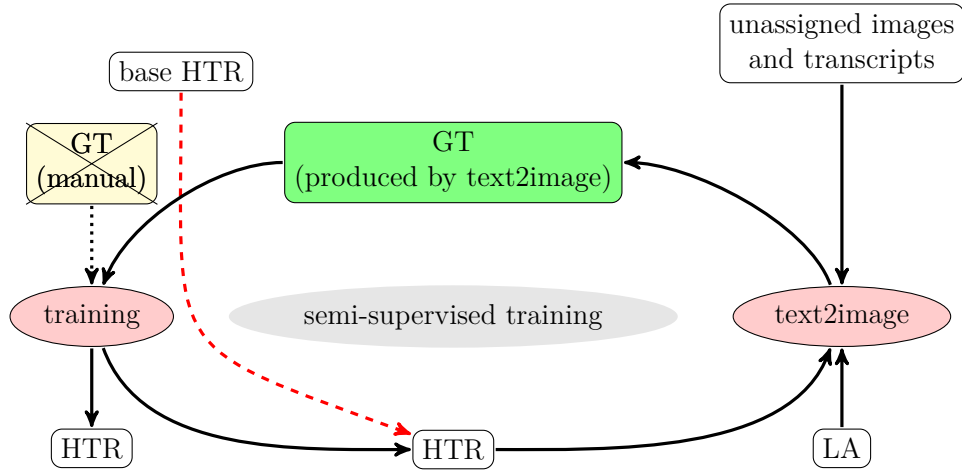 unassigned images
and transcripts
base HTR
GT
(manual)
GT
(produced by text2image)
training
semi-supervised training
text2image
HTR
HTR
LA